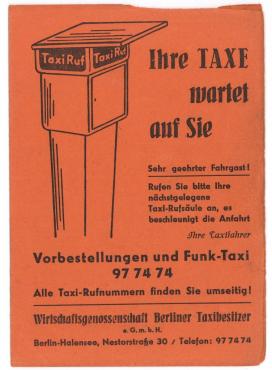 Taxi Ruf Taxi Ruf
Ihre TAXE
wartet
auf Sie
Sehr geehrter Fahrgast!
Rufen Sie bitte Ihre
nächstgelegene
Taxi-Rufsäule an, es
beschleunigt die Anfahrt
Ihre Taxifahrer
Vorbestellungen und Funk-Taxi
97 74 74
Alle Taxi-Rufnummern finden Sie umseitig!
Wirtschaftsgenossenschaft Berliner Taxibesitzer
e. G. m. b. H.
Berlin-Halensee, Nestorstraße 30 / Telefon: 97 74 74